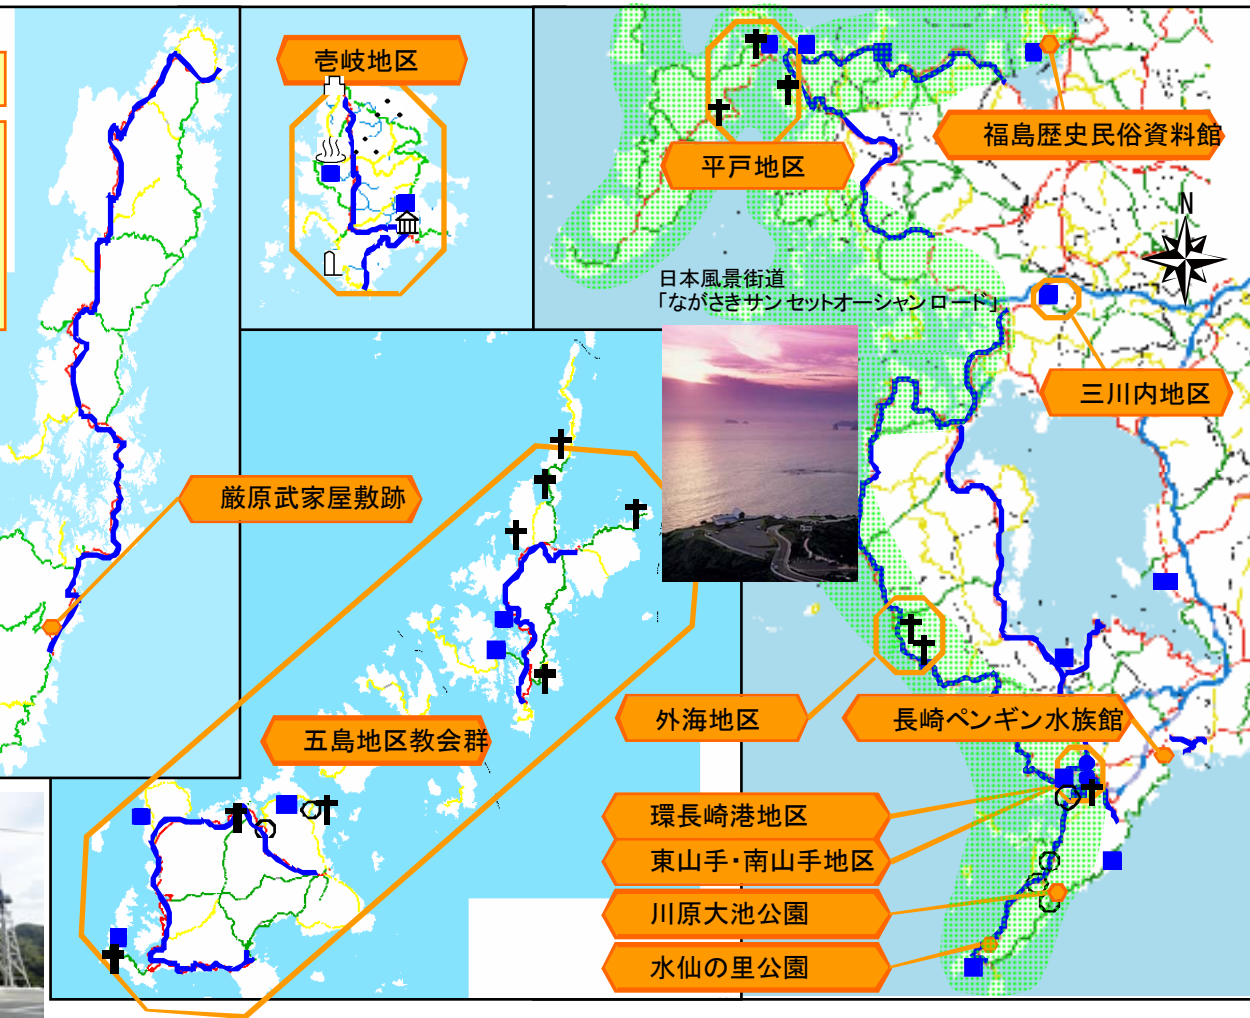 壱岐地区
福島歴史民俗資料館
平戸地区
N
日本風景街道
「ながさきサンセットオーシャンロード」
三川内地区
厳原武家屋敷跡
外海地区
長崎ペンギン水族館
五島地区教会群
環長崎港地区
東山手・南山手地区
川原大池公園
水仙の里公園